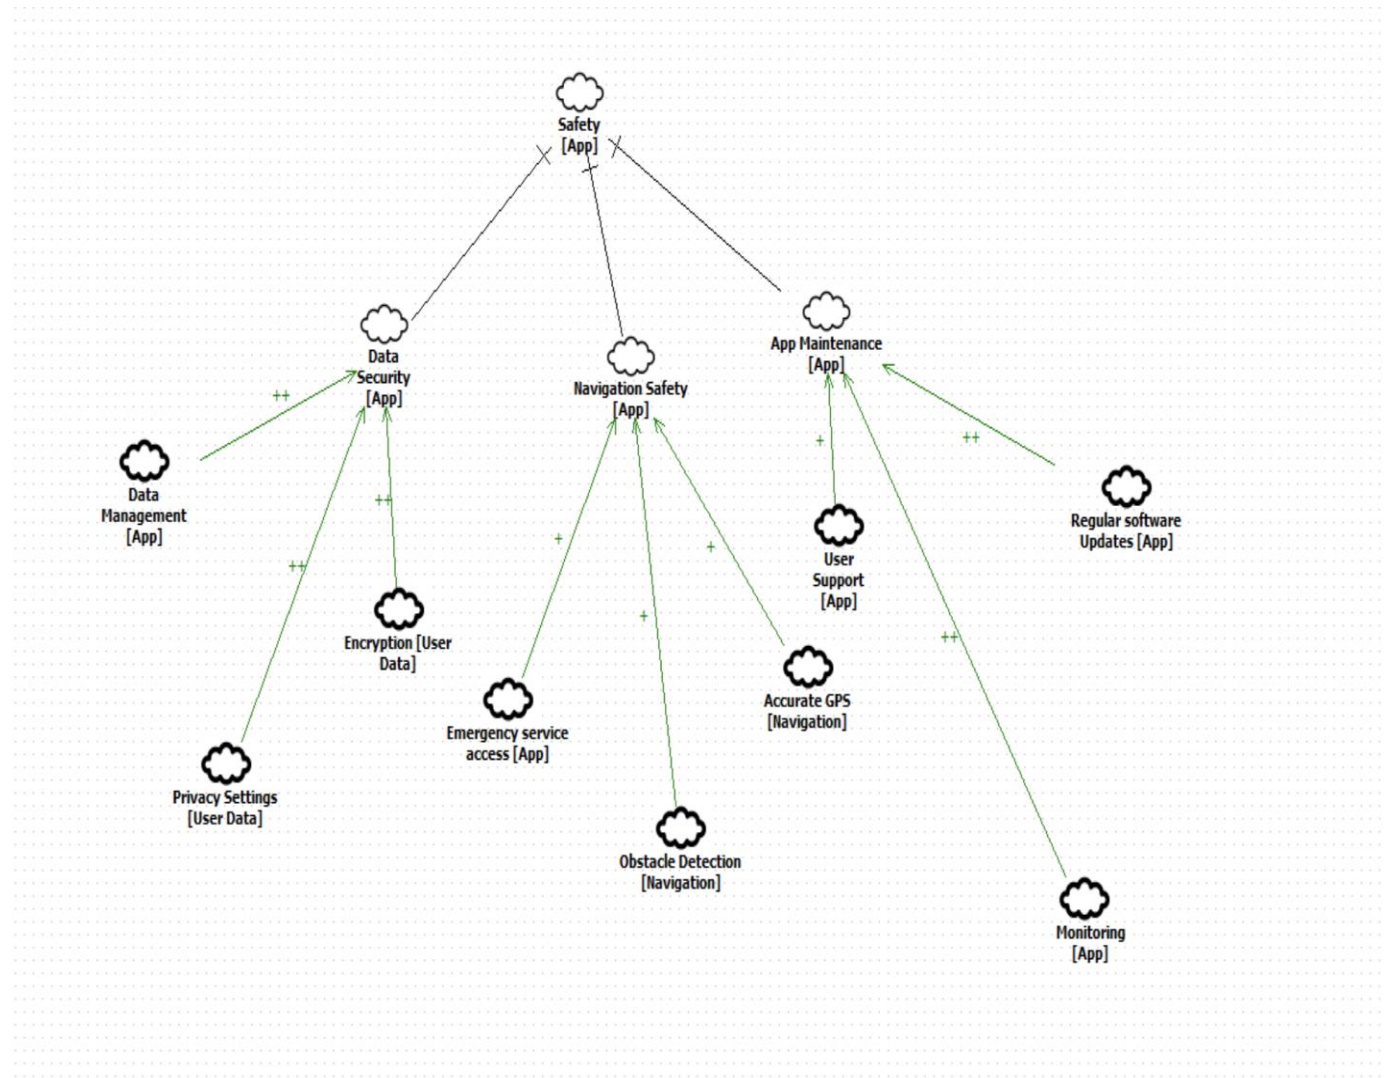 Safety
[App]
Data
Security
[App]
Navigation Safety
[App]
App Maintenance
[App]
++
Data
Management
[App]
++
++
Encryption [User
Data]
Privacy Settings
[User Data]
+
+
+
Emergency service
access [App]
Obstacle Detection
[Navigation]
Accurate GPS
[Navigation]
+
++
++
User
Support
[App]
Regular software
Updates [App]
Monitoring
[App]